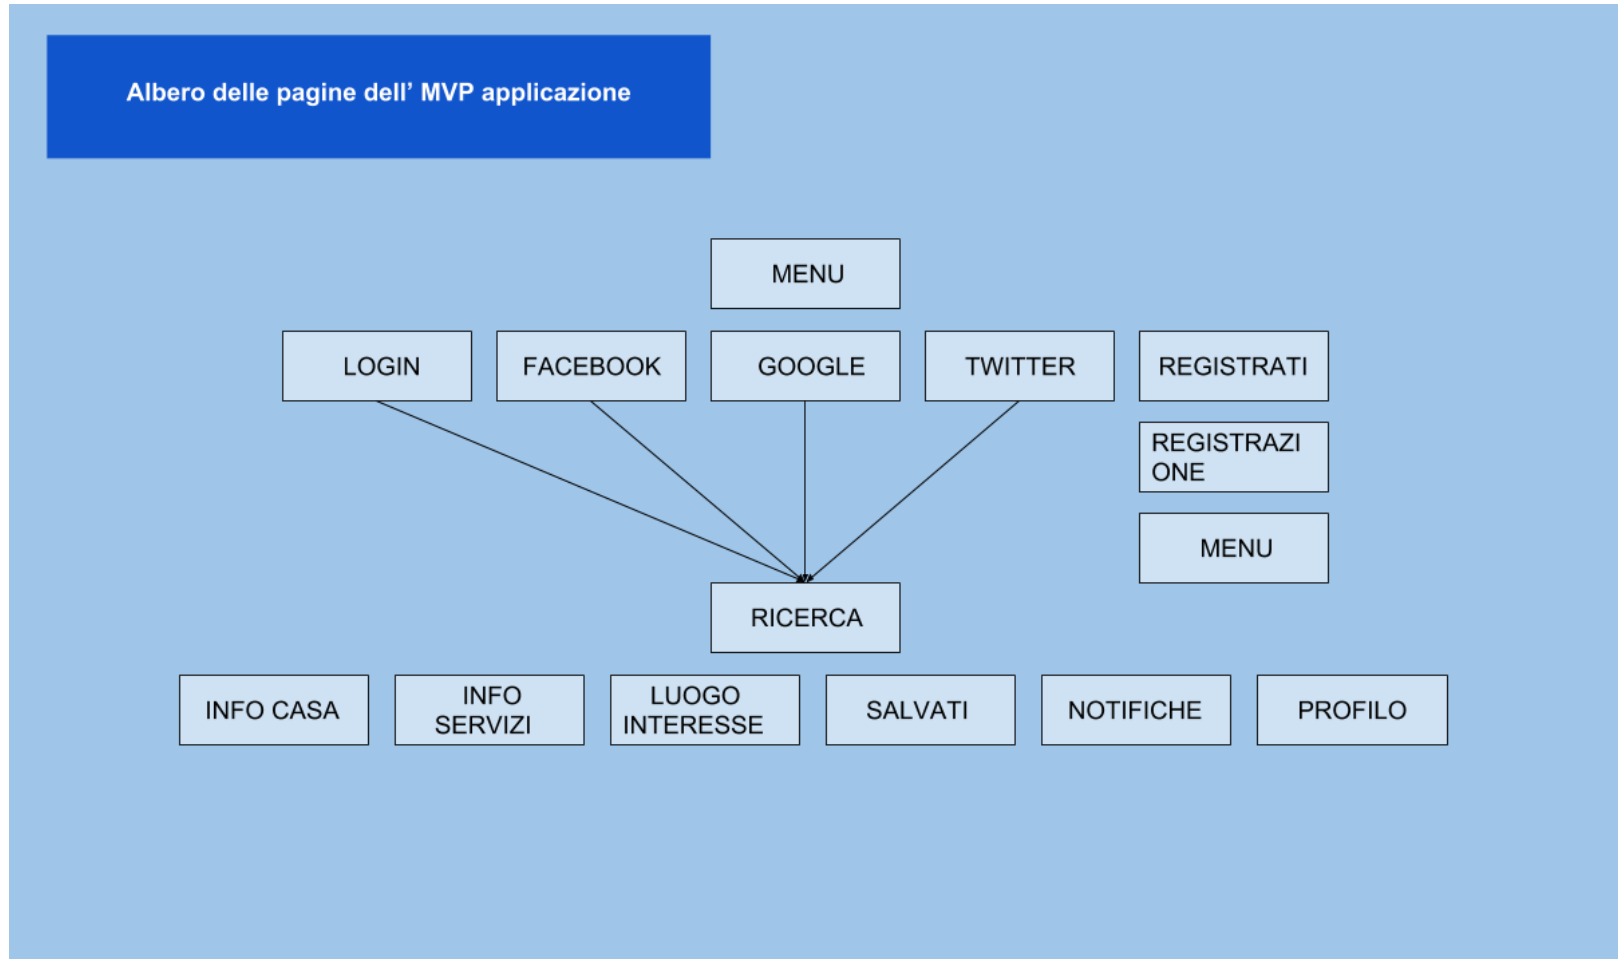 Albero delle pagine dell’ MVP applicazione
MENU
LOGIN
FACEBOOK
GOOGLE
TWITTER
REGISTRATI
REGISTRAZI
ONE
MENU
RICERCA
INFO CASA
INFO
SERVIZI
LUOGO
INTERESSE
SALVATI
NOTIFICHE
PROFILO